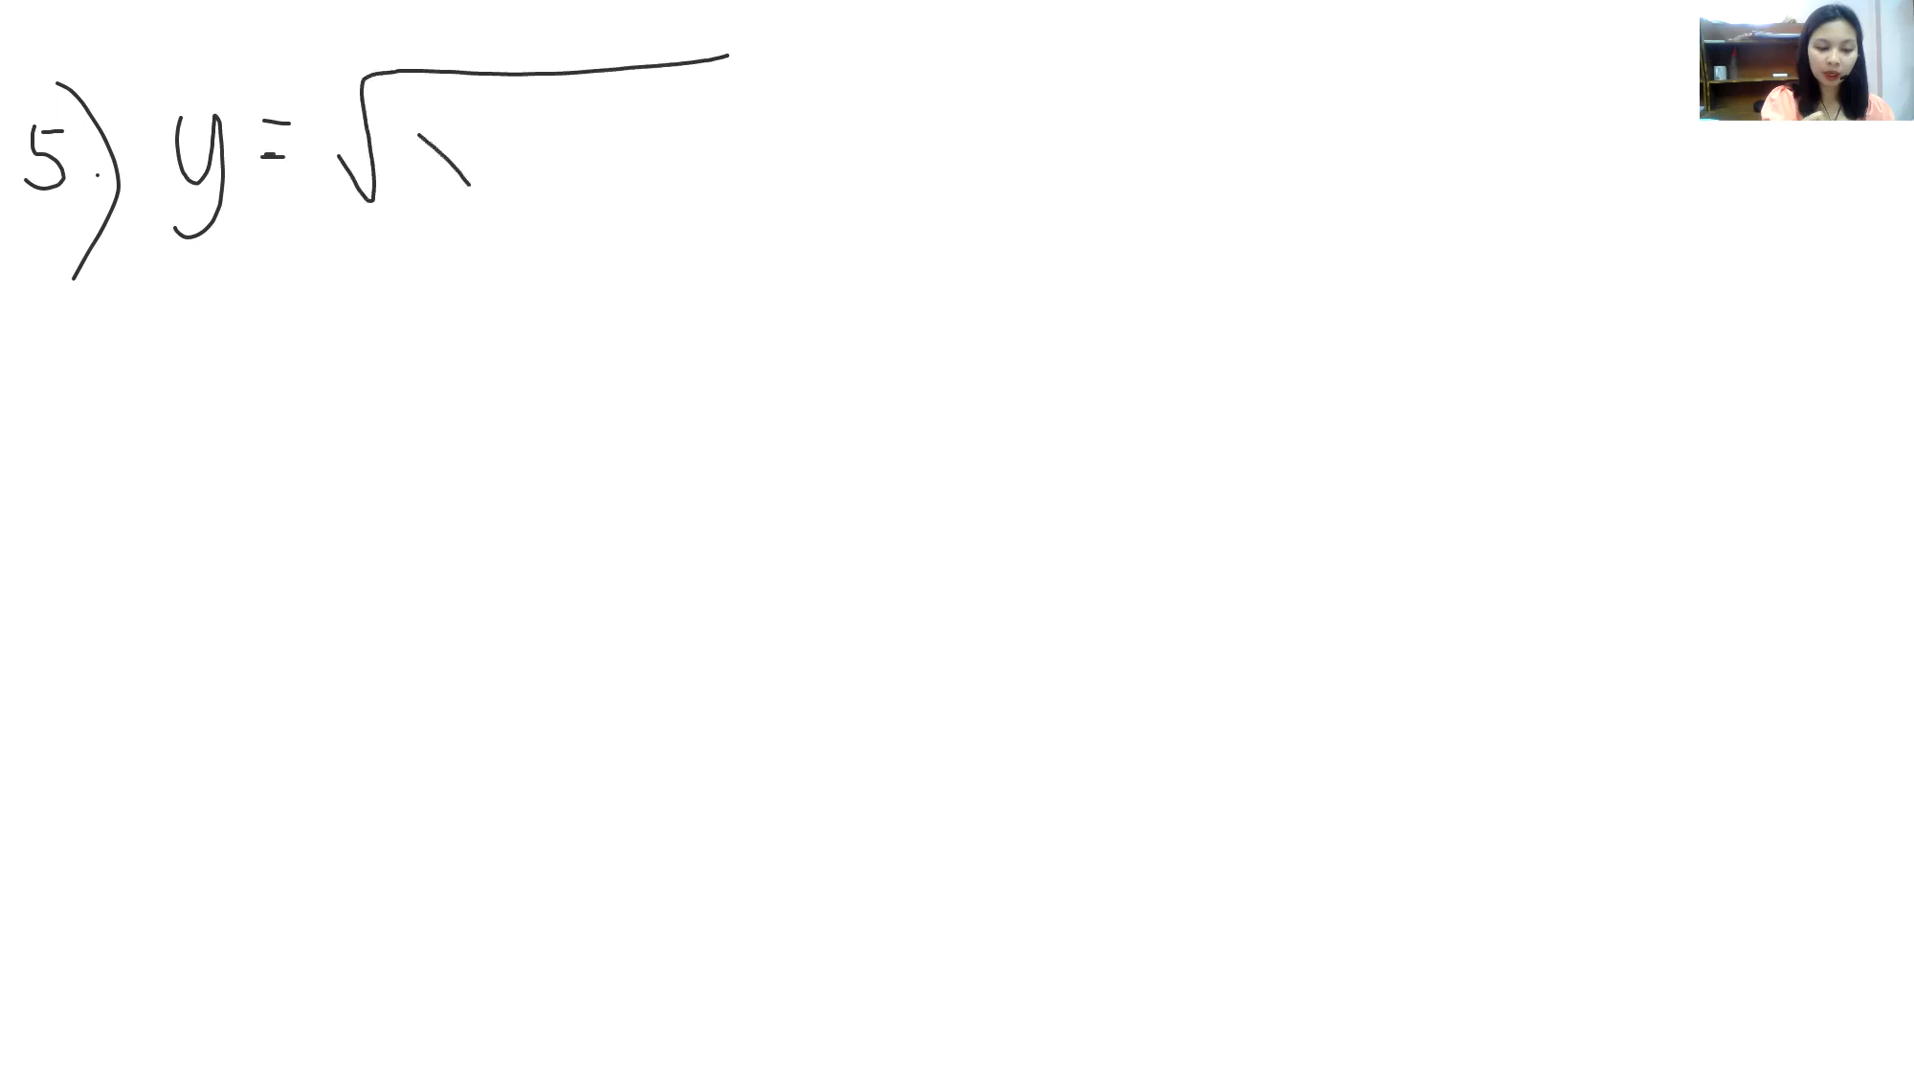 5.) y = √\